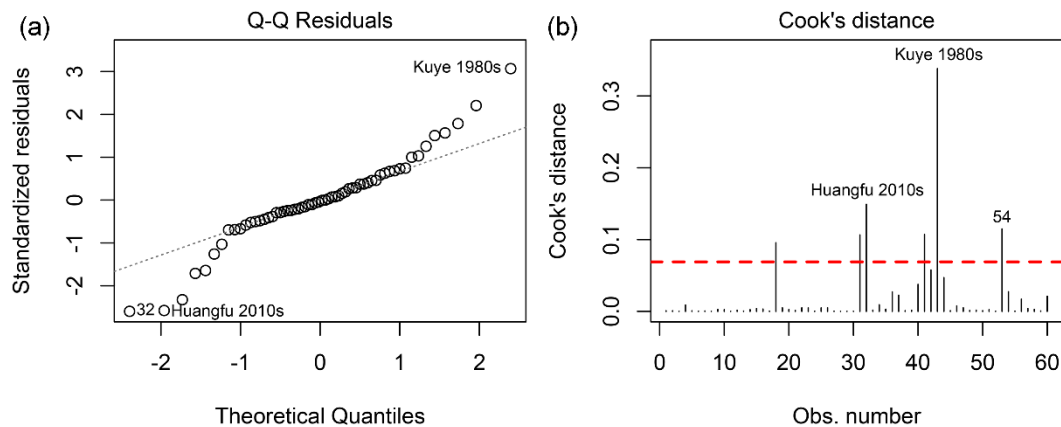 (a)
Q-Q Residuals
Standardized residuals
3
2
1
0
-1
-2
Kuye 1980s
32
Huangfu 2010s
-2
-1
0
1
2
Theoretical Quantiles
(b)
Cook's distance
Cook's distance
0.3
0.2
0.1
0.0
Kuye 1980s
Huangfu 2010s
54
0
10
20
30
40
50
60
Obs. number